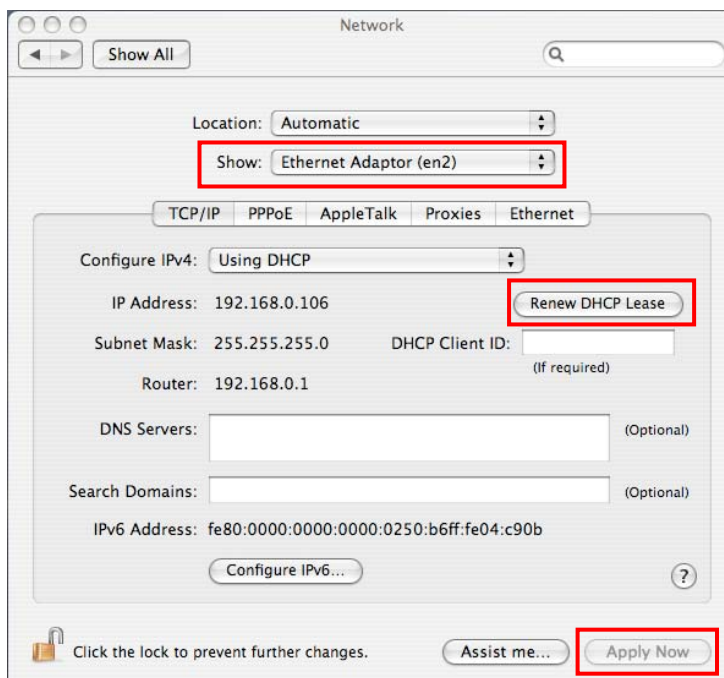 Network
Show All
Location: Automatic
Show: Ethernet Adaptor (en2)
TCP/IP PPPoE AppleTalk Proxies Ethernet
Configure IPv4: Using DHCP
IP Address: 192.168.0.106 Renew DHCP Lease
Subnet Mask: 255.255.255.0 DHCP Client ID:
(If required)
Router: 192.168.0.1
DNS Servers: (Optional)
Search Domains: (Optional)
IPv6 Address: fe80:0000:0000:0000:0250:b6ff:fe04:c90b
Configure IPv6... ?
Click the lock to prevent further changes. Assist me... Apply Now